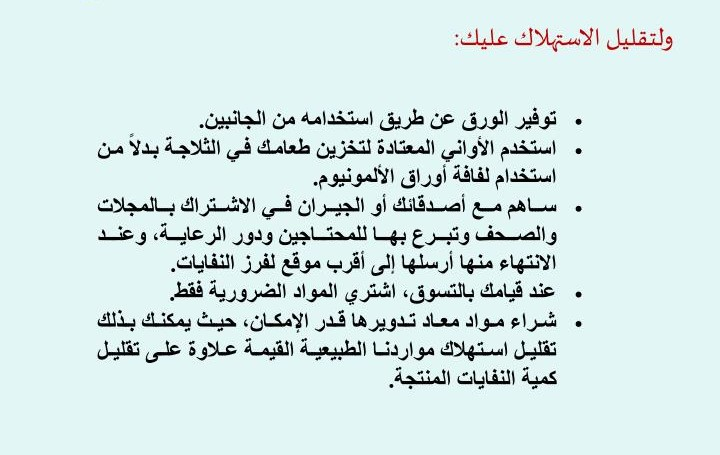 ولتقليل الاستهلاك عليك:
• توفير الورق عن طريق استخدامه من الجانبين.
• استخدم الأواني المعتادة لتخزين طعامك في الثلاجة بدلاً من
استخدام لفافة أوراق الألمونيوم.
• ساهم مع أصدقائك أو الجيران في الاشتراك بالمجلات
والصحف وتبرع بها للمحتاجين ودور الرعاية، وعند
الانتهاء منها أرسلها إلى أقرب موقع لفرز النفايات.
• عند قيامك بالتسوق، اشتري المواد الضرورية فقط.
• شراء مواد معاد تدويرها قدر الإمكان، حيث يمكنك بذلك
تقليل استهلاك مواردنا الطبيعية القيمة علاوة على تقليل
كمية النفايات المنتجة.